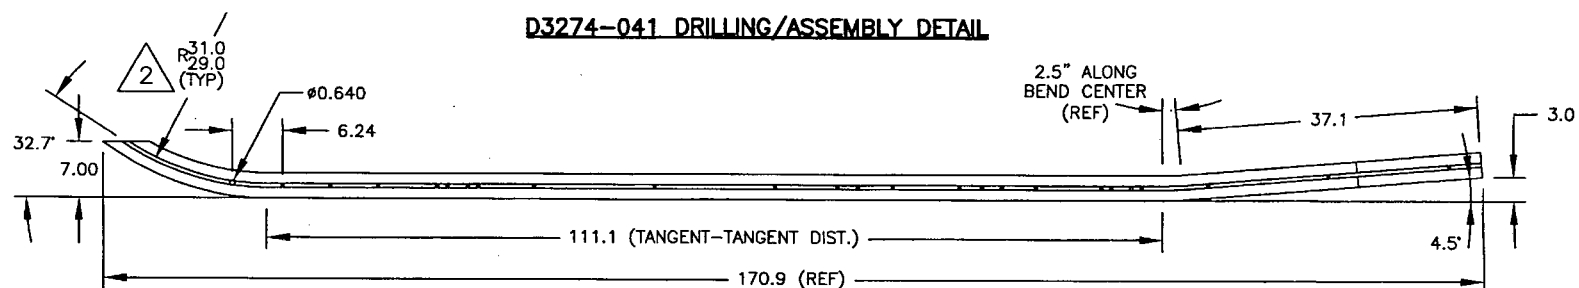 D3274-041 DRILLING/ASSEMBLY DETAIL
2
R31.0
29.0
(TYP)
ø0.640
6.24
2.5" ALONG
BEND CENTER
(REF)
37.1
3.0
32.7°
7.00
111.1 (TANGENT-TANGENT DIST.)
4.5°
170.9 (REF)